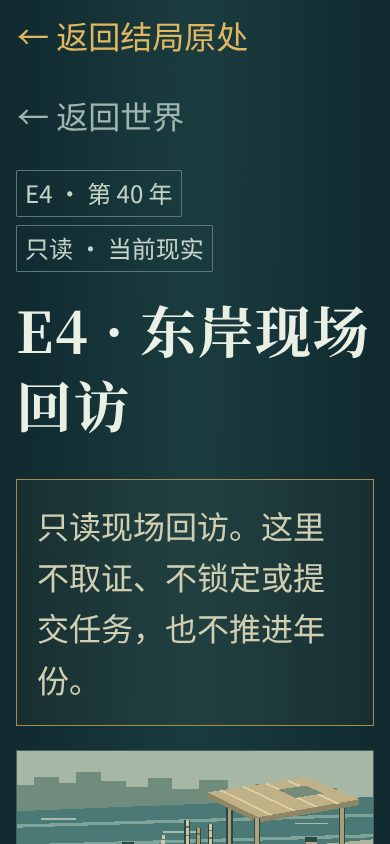 ← 返回结局原处
← 返回世界
E4 · 第 40 年
只读 · 当前现实
E4 · 东岸现场
回访
只读现场回访。这里
不取证、不锁定或提
交任务，也不推进年
份。